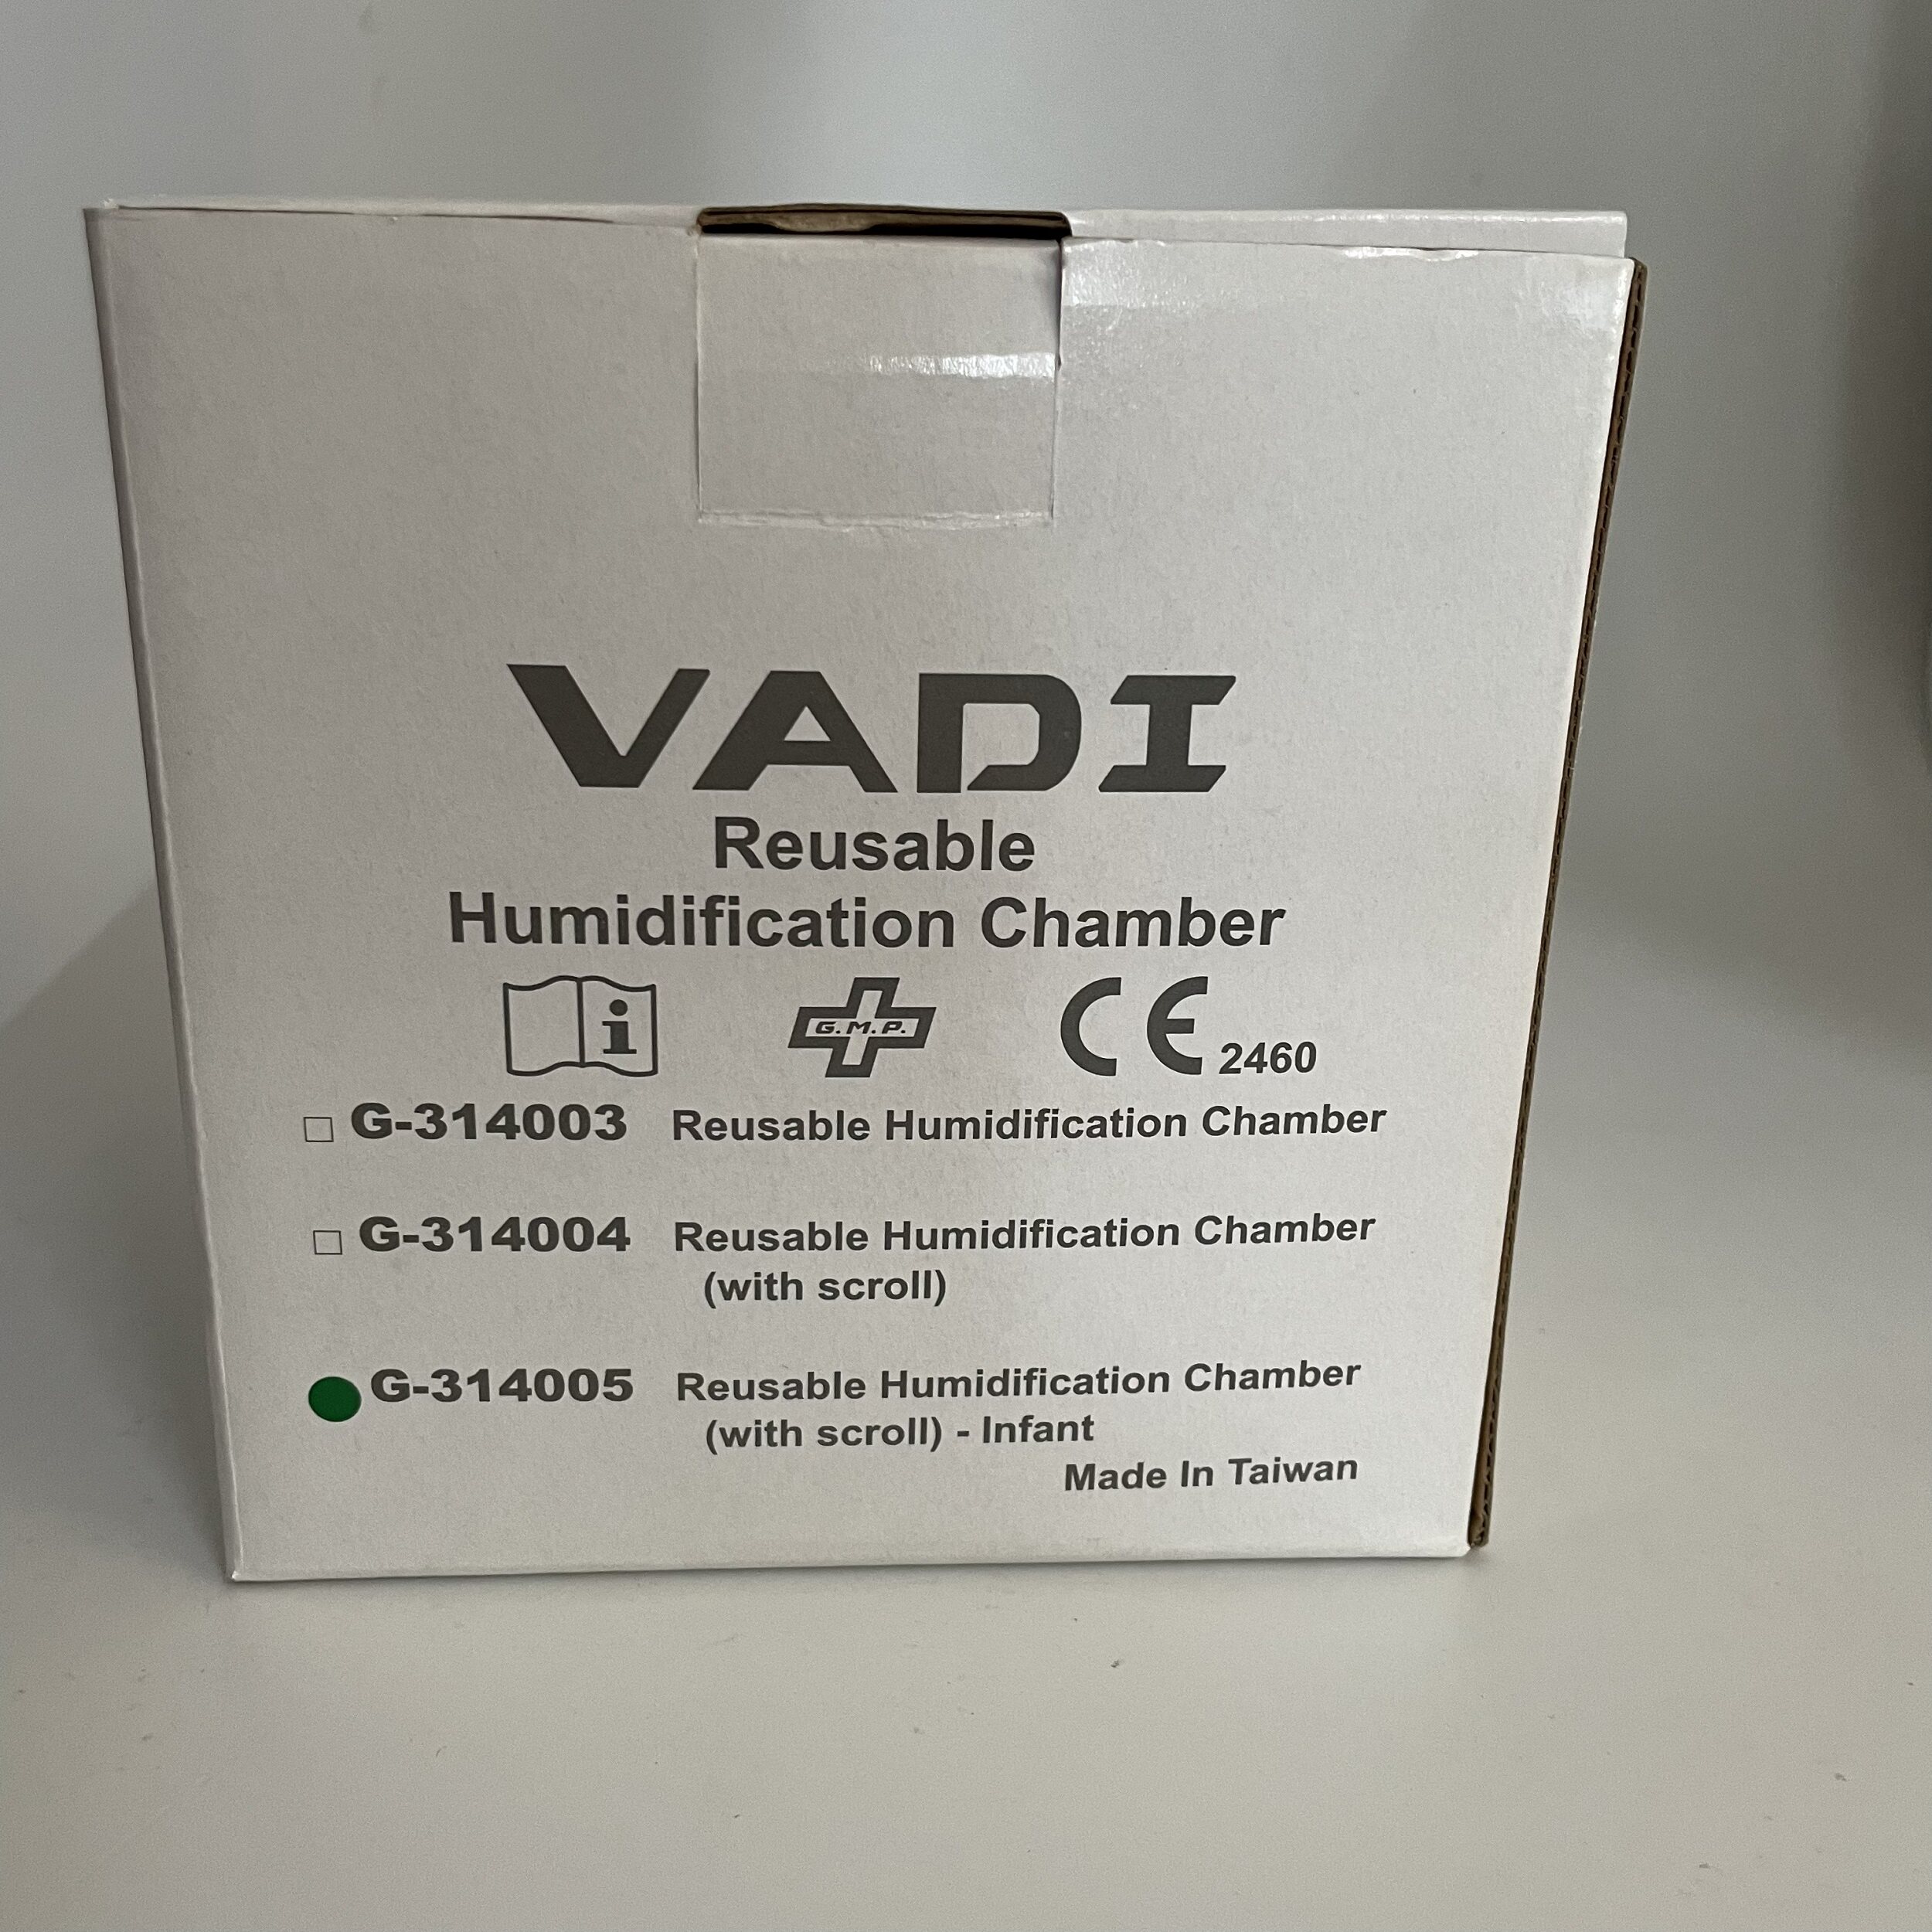 VADI
Reusable
Humidification Chamber
i G.M.P. CE 2460
G-314003 Reusable Humidification Chamber
G-314004 Reusable Humidification Chamber
(with scroll)
G-314005 Reusable Humidification Chamber
(with scroll) - Infant
Made In Taiwan